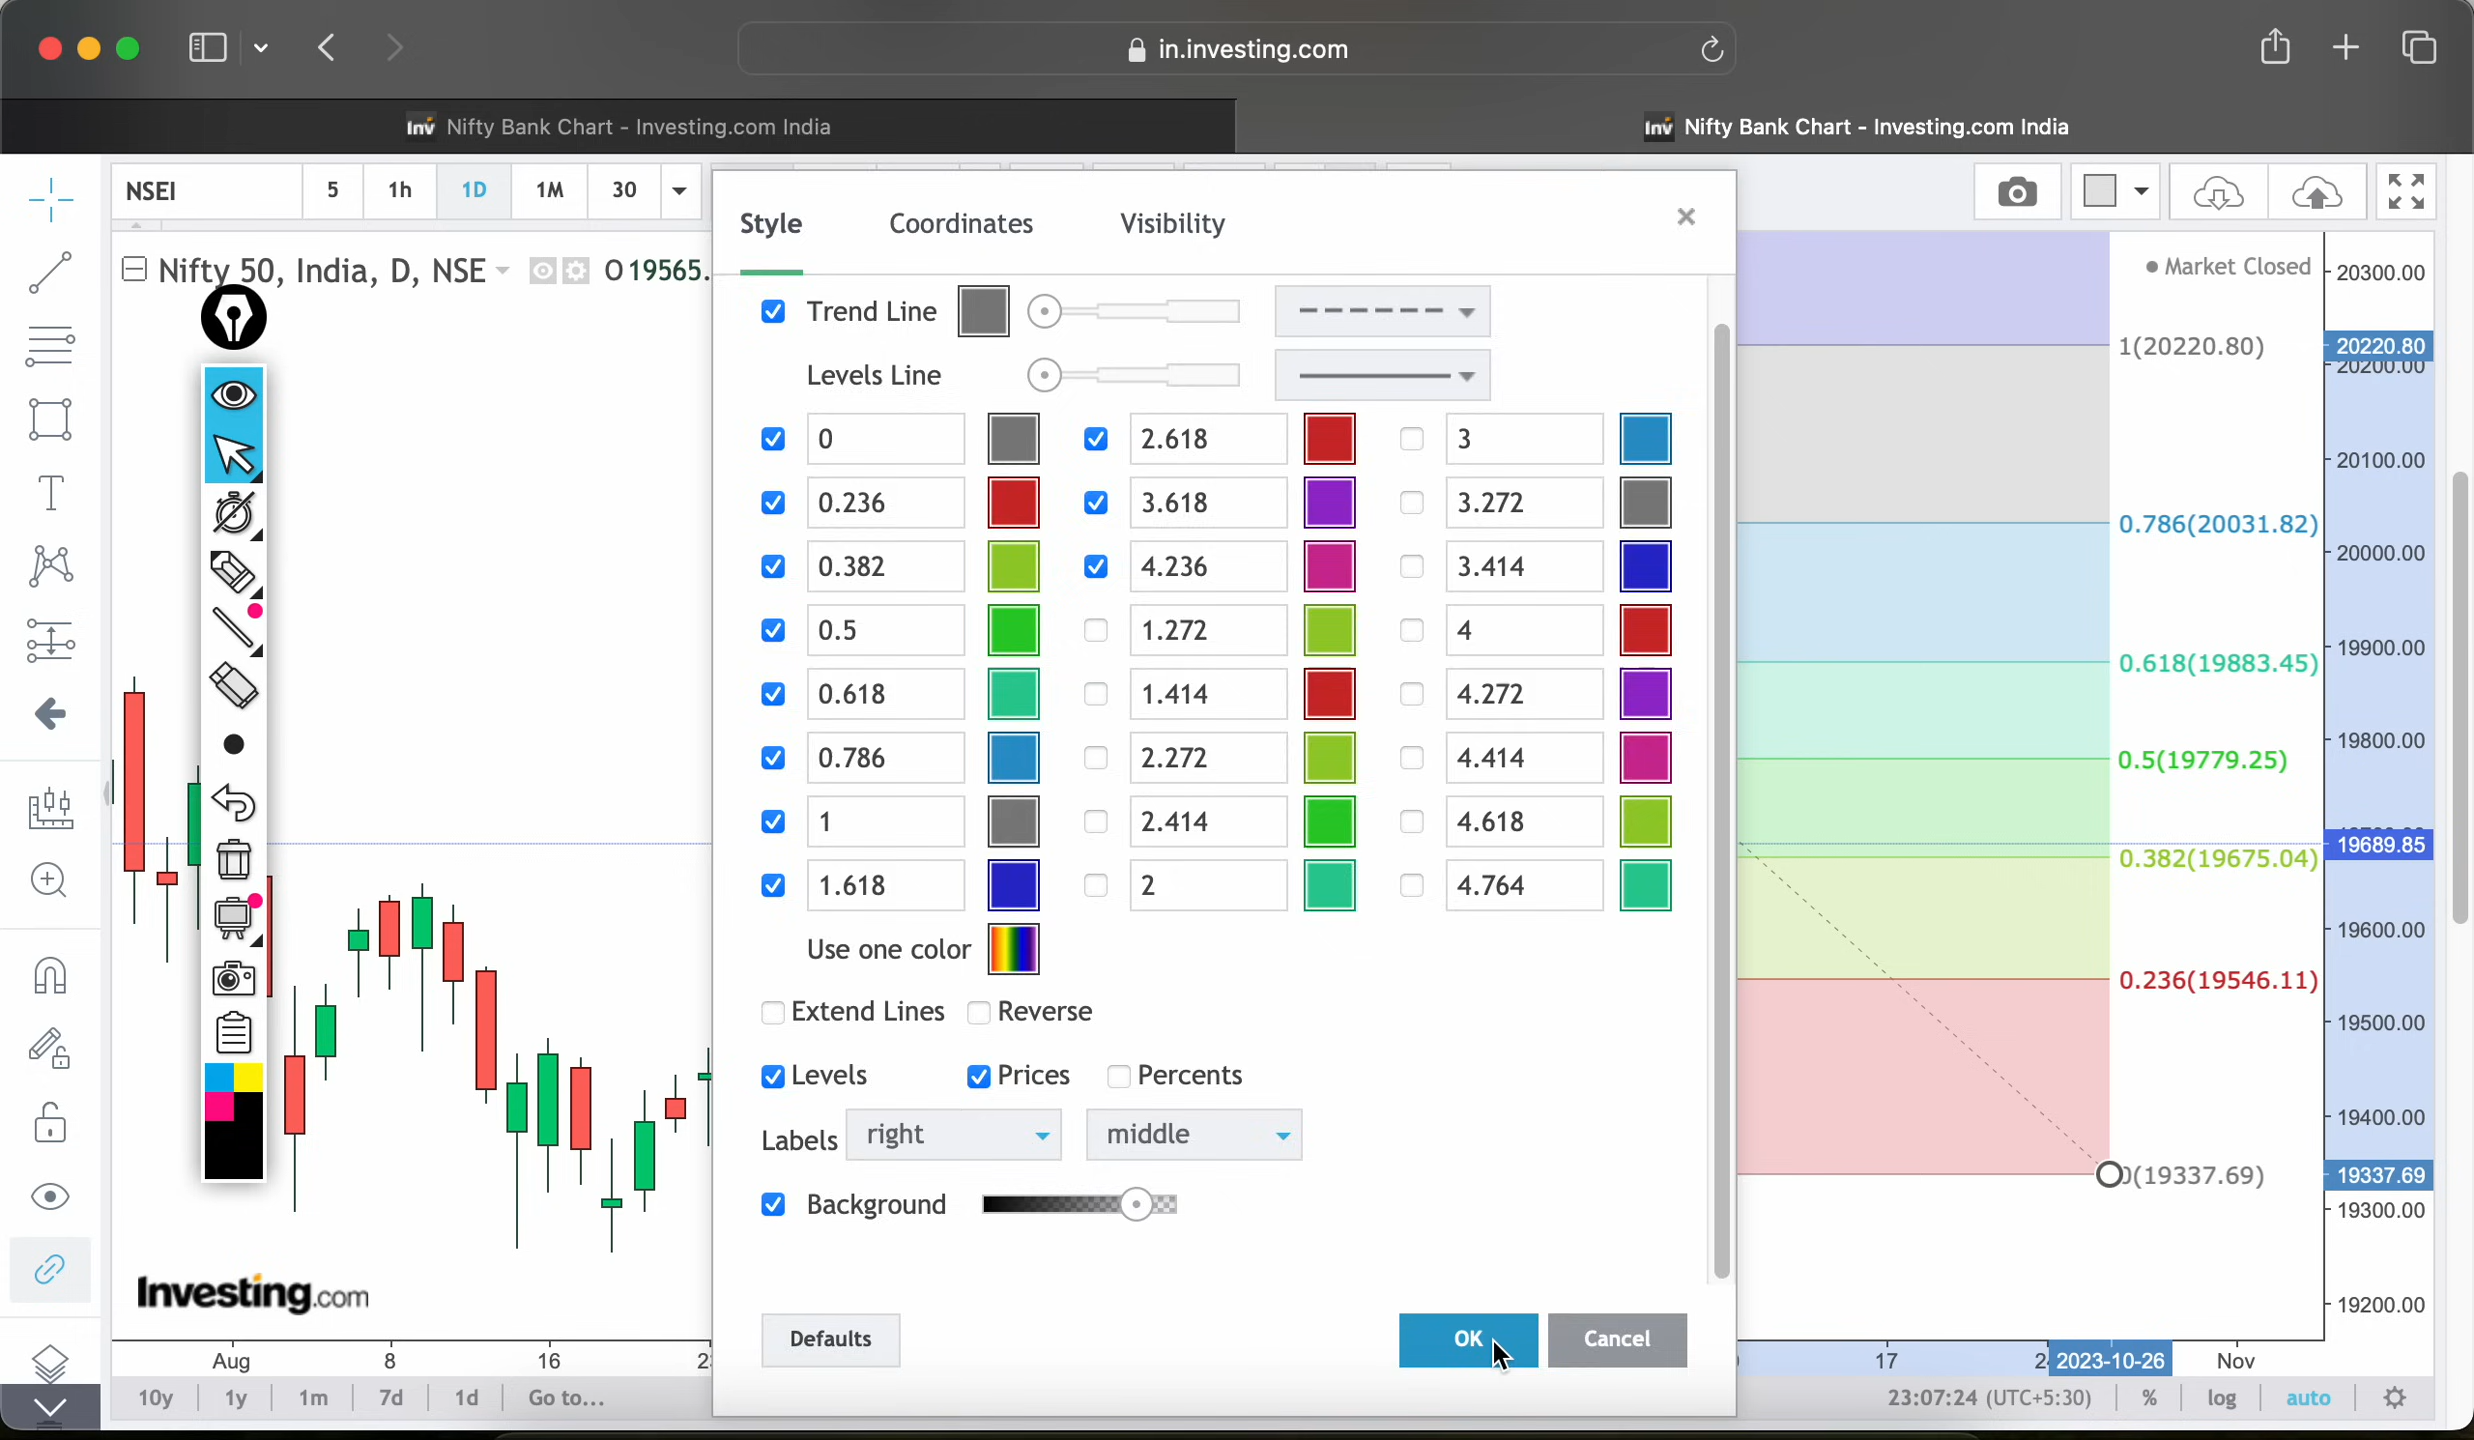 in.investing.com
Inv Nifty Bank Chart - Investing.com India
Inv Nifty Bank Chart - Investing.com India
NSEI 5 1h 1D 1M 30
Style Coordinates Visibility
Nifty 50, India, D, NSE O 19565.
Market Closed
Trend Line
Levels Line
0 2.618 3
0.236 3.618 3.272
0.382 4.236 3.414
0.5 1.272 4
0.618 1.414 4.272
0.786 2.272 4.414
1 2.414 4.618
1.618 2 4.764
Use one color
Extend Lines Reverse
Levels Prices Percents
Labels right middle
Background
Defaults OK Cancel
1(20220.80)
0.786(20031.82)
0.618(19883.45)
0.5(19779.25)
0.382(19675.04)
0.236(19546.11)
(19337.69)
20300.00
20220.80
20200.00
20100.00
20000.00
19900.00
19800.00
19689.85
19600.00
19500.00
19400.00
19337.69
19300.00
19200.00
Investing.com
Aug 8 16 2 17 2 2023-10-26 Nov
10y 1y 1m 7d 1d Go to... 23:07:24 (UTC+5:30) % log auto
T